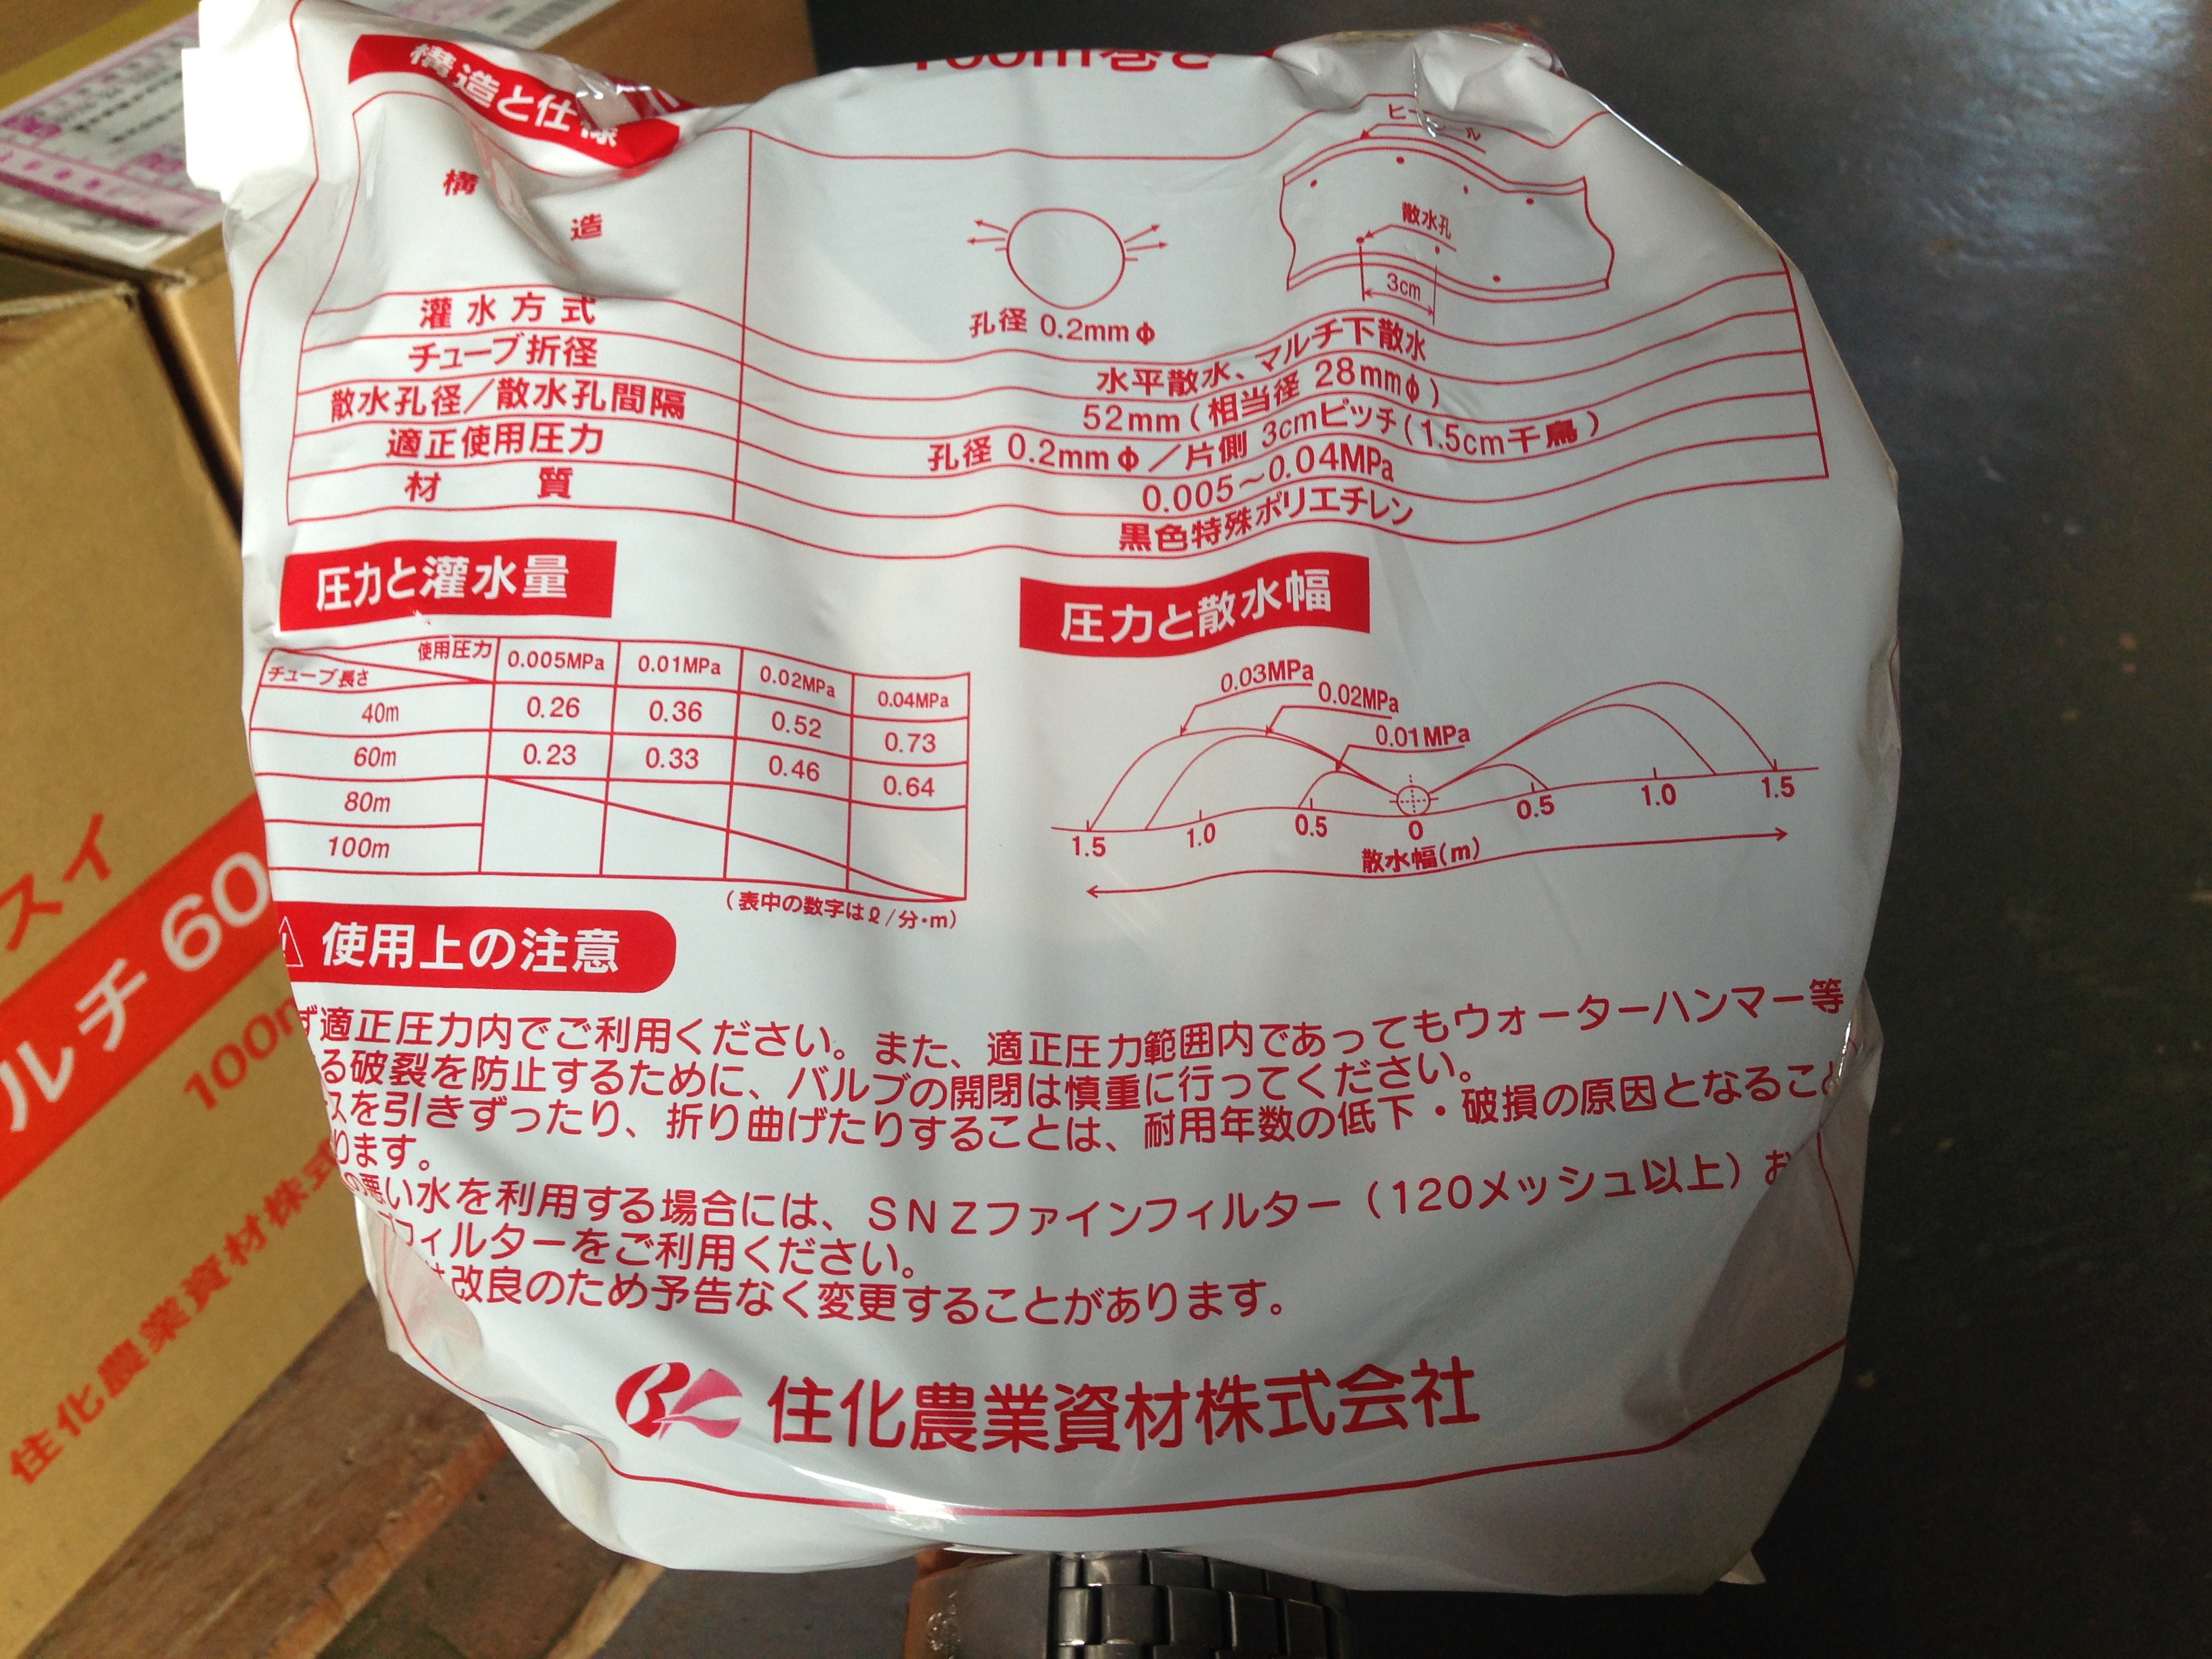 100m巻き
構造と仕様
構造
ヒートシール
散水孔
3cm
孔径 0.2mmφ
灌水方式 水平散水、マルチ下散水
チューブ折径 52mm(相当径 28mmφ)
散水孔径/散水孔間隔 孔径 0.2mmφ/片側 3cmピッチ(1.5cm千鳥)
適正使用圧力 0.005~0.04MPa
材質 黒色特殊ポリエチレン
圧力と灌水量
使用圧力 0.005MPa 0.01MPa 0.02MPa 0.04MPa
チューブ長さ
40m 0.26 0.36 0.52 0.73
60m 0.23 0.33 0.46 0.64
80m
100m
(表中の数字はℓ/分・m)
圧力と散水幅
0.03MPa
0.02MPa
0.01MPa
1.5 1.0 0.5 0 0.5 1.0 1.5
散水幅(m)
使用上の注意
ず適正圧力内でご利用ください。また、適正圧力範囲内であってもウォーターハンマー等
る破裂を防止するために、バルブの開閉は慎重に行ってください。
スを引きずったり、折り曲げたりすることは、耐用年数の低下・破損の原因となること
ります。
の悪い水を利用する場合には、SNZファインフィルター(120メッシュ以上)お
フィルターをご利用ください。
改良のため予告なく変更することがあります。
住化農業資材株式会社
スイ
ルチ 60
100m
住化農業資材株式